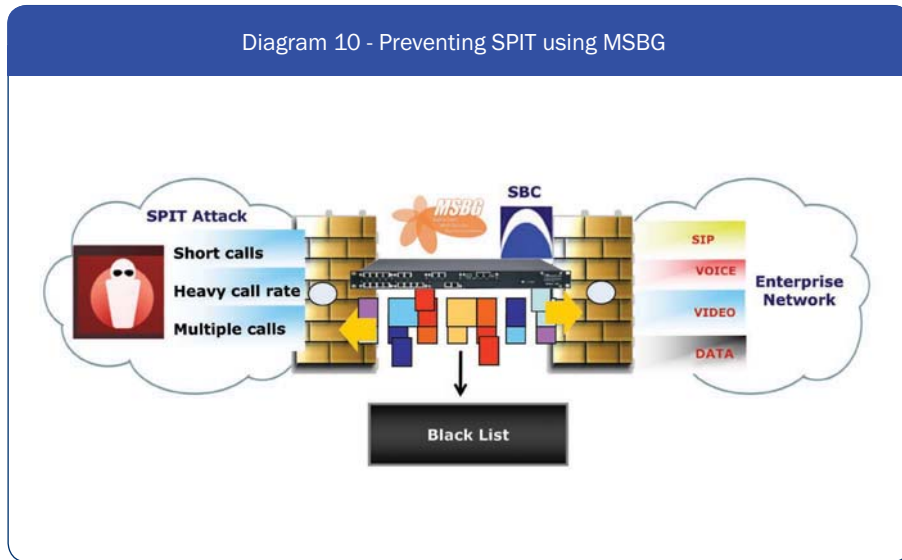 Diagram 10 - Preventing SPIT using MSBG
SPIT Attack
Short calls
Heavy call rate
Multiple calls
MSBG
SBC
SIP
VOICE
VIDEO
DATA
Enterprise
Network
Black List